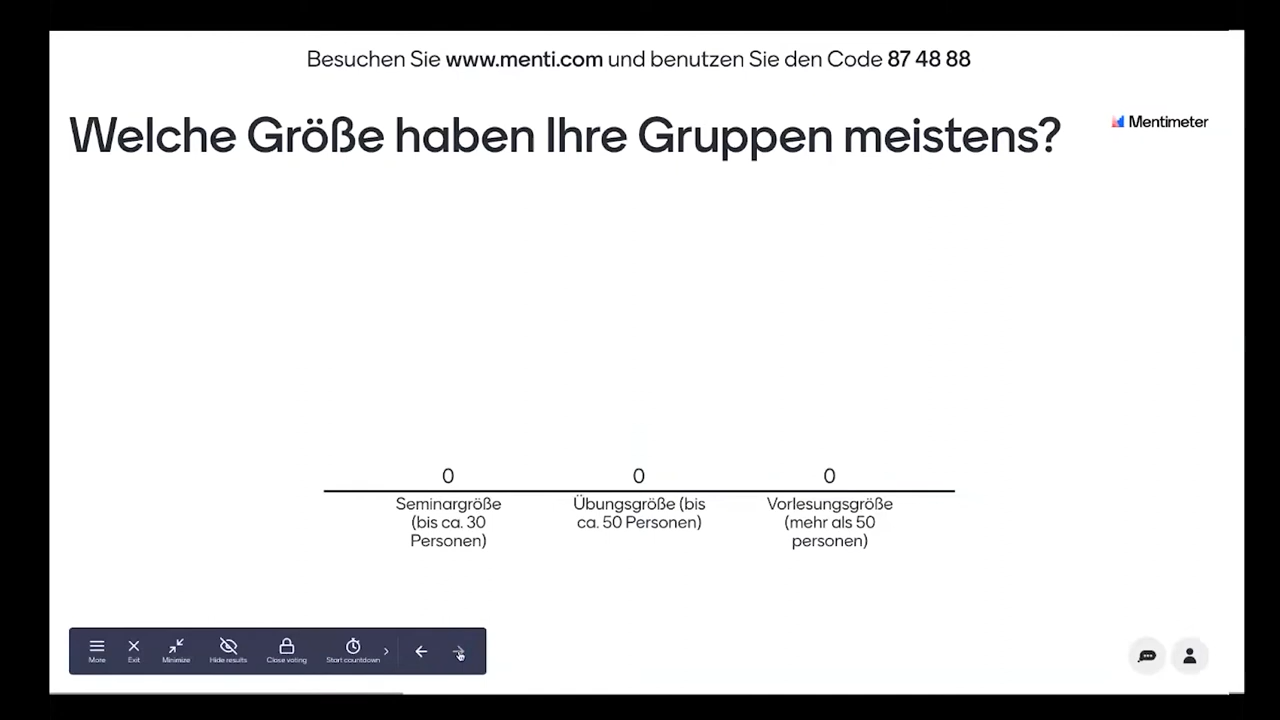 Besuchen Sie www.menti.com und benutzen Sie den Code 87 48 88
Welche Größe haben Ihre Gruppen meistens?
Mentimeter
0
0
0
Seminargröße
(bis ca. 30
Personen)
Übungsgröße (bis
ca. 50 Personen)
Vorlesungsgröße
(mehr als 50
personen)
More
Exit
Minimize
Hide results
Close voting
Start countdown